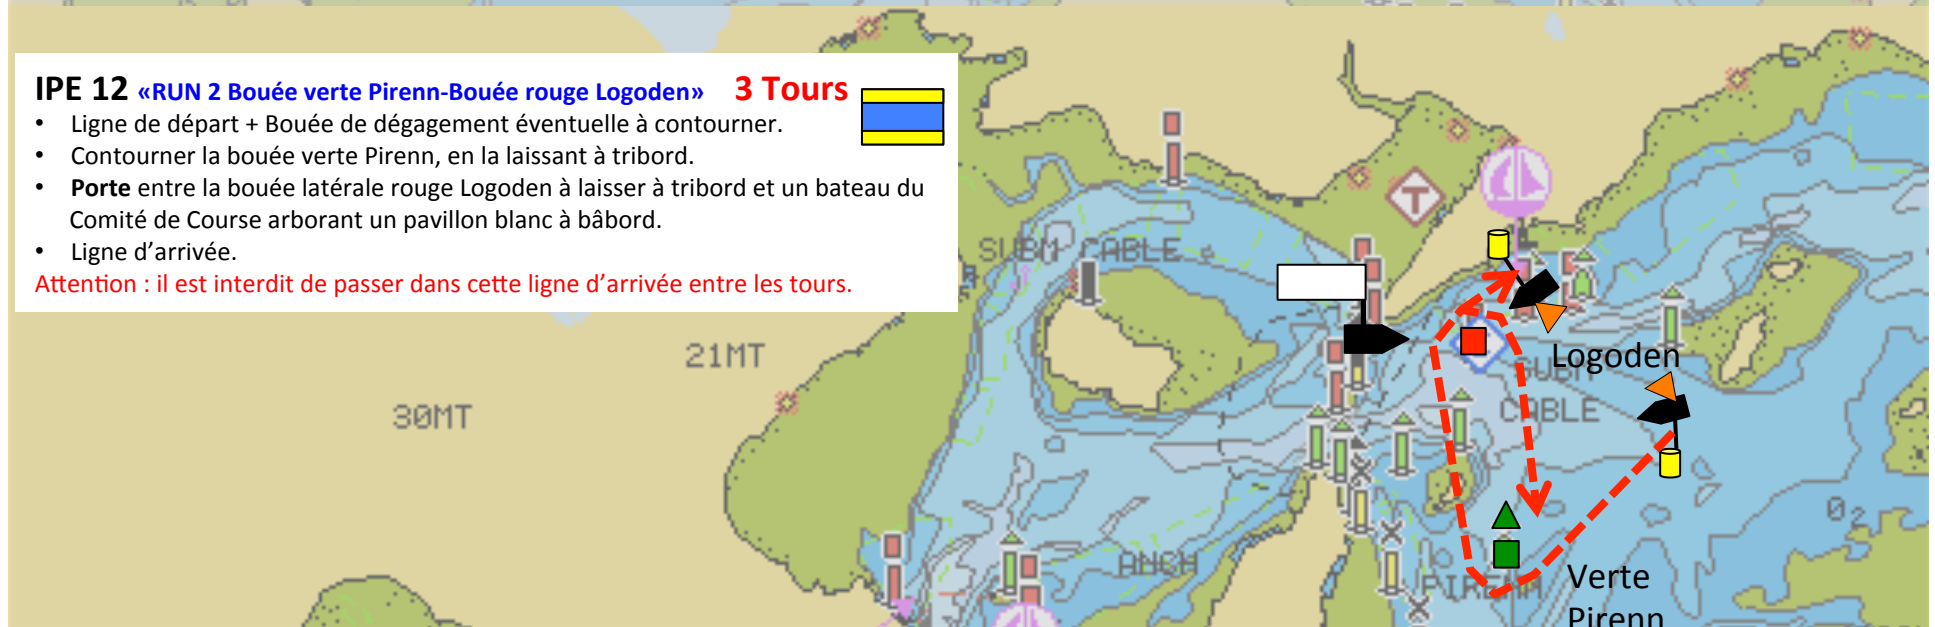 IPE 12 «RUN 2 Bouée verte Pirenn-Bouée rouge Logoden» 3 Tours
• Ligne de départ + Bouée de dégagement éventuelle à contourner.
• Contourner la bouée verte Pirenn, en la laissant à tribord.
• Porte entre la bouée latérale rouge Logoden à laisser à tribord et un bateau du
Comité de Course arborant un pavillon blanc à bâbord.
• Ligne d’arrivée.
Attention : il est interdit de passer dans cette ligne d’arrivée entre les tours.
T
SUBM CABLE
21MT
Logoden
SUBM
CABLE
30MT
0₂
ANCH
PIRENN
Verte
Pirenn